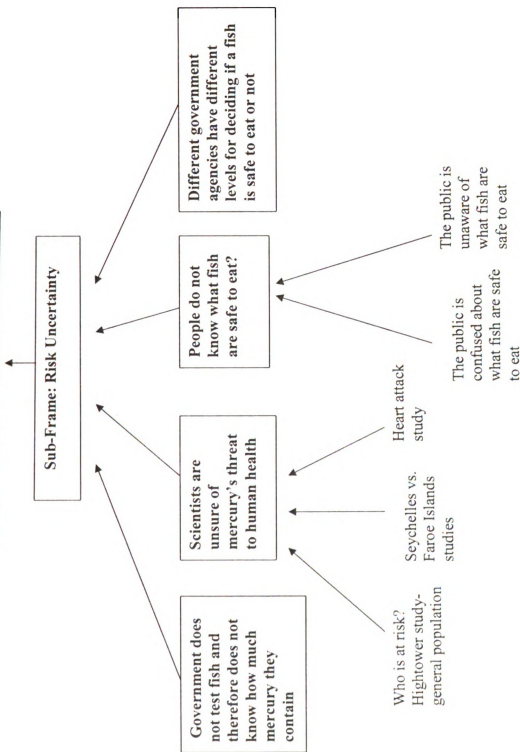 Sub-Frame: Risk Uncertainty
Government does
not test fish and
therefore does not
know how much
mercury they
contain
Scientists are
unsure of
mercury's threat
to human health
People do not
know what fish
are safe to eat?
Different government
agencies have different
levels for deciding if a fish
is safe to eat or not
Who is at risk?
Hightower study-
general population
Seychelles vs.
Faroe Islands
studies
Heart attack
study
The public is
confused about
what fish are safe
to eat
The public is
unaware of
what fish are
safe to eat